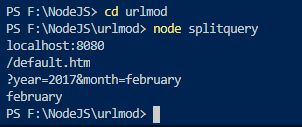 PS F:\NodeJS> cd urlmod
PS F:\NodeJS\urlmod> node splitquery
localhost:8080
/default.htm
?year=2017&month=february
february
PS F:\NodeJS\urlmod>